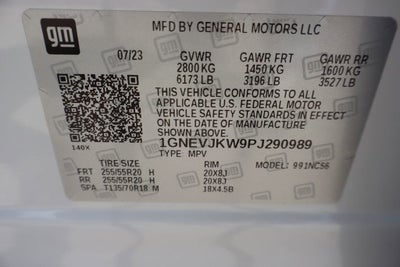 gm
MFD BY GENERAL MOTORS LLC
07/23 GVWR GAWR FRT GAWR RR
2800 KG 1450 KG 1600 KG
6173 LB 3196 LB 3527 LB
THIS VEHICLE CONFORMS TO ALL
APPLICABLE U.S. FEDERAL MOTOR
VEHICLE SAFETY STANDARDS IN EFFECT
ON THE DATE OF MANUFACTURE
SHOWN ABOVE.
140X 1GNEVJKW9PJ290989
TYPE: MPV MODEL: 991NCS6
TIRE SIZE RIM
FRT 255/55R20 H 20X8J
RR 255/55R20 H 20X8J
SPA T135/70R18 M 18X4.5B